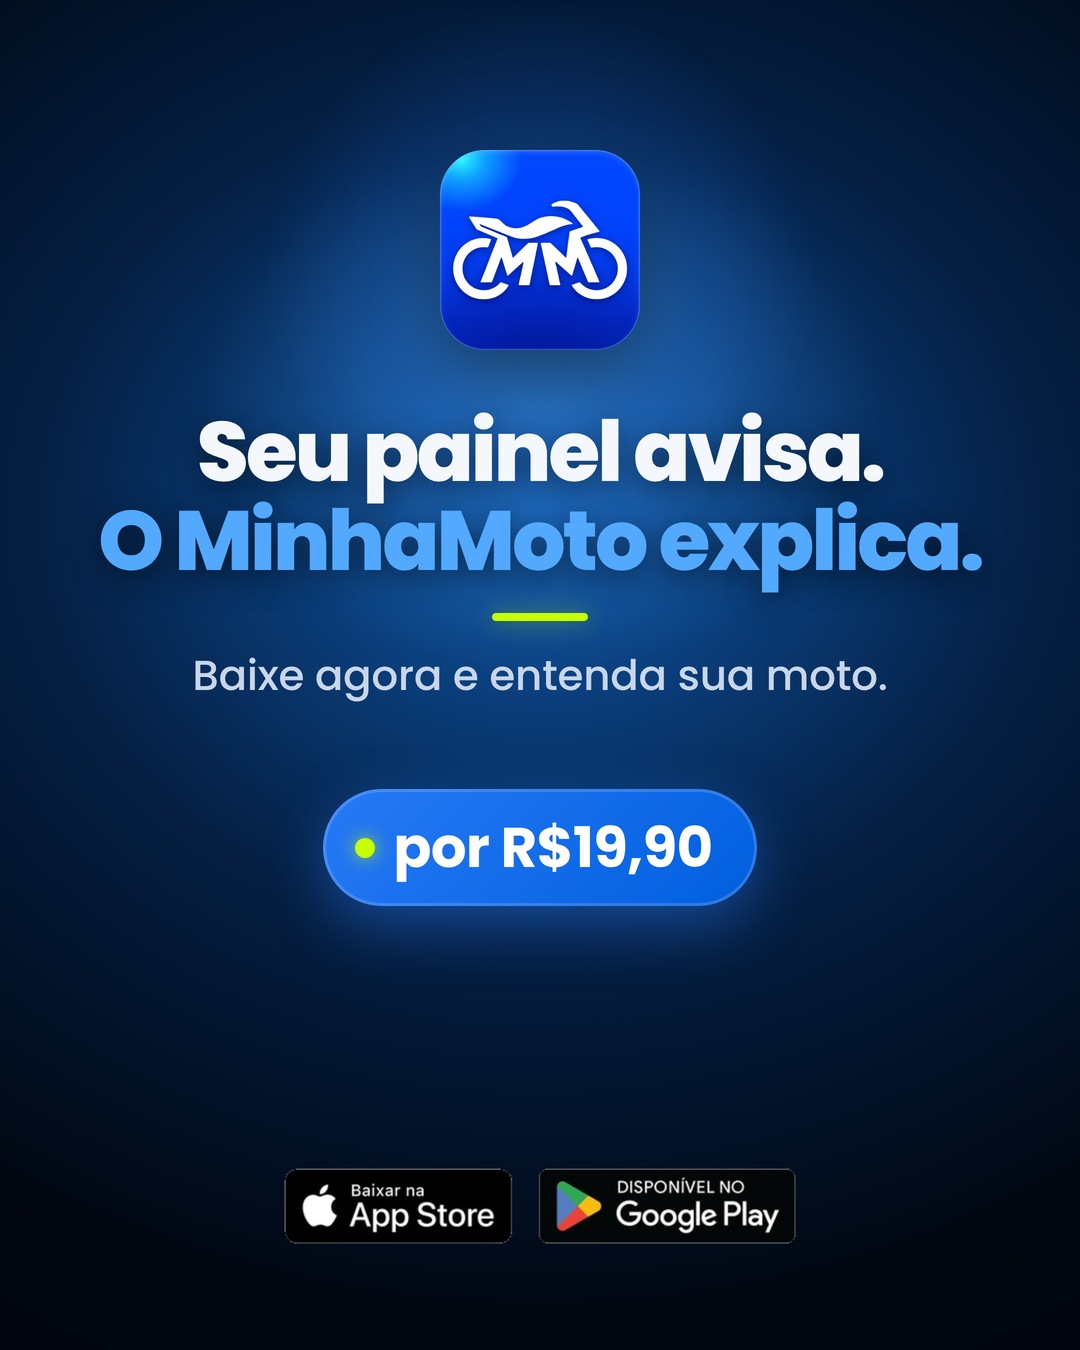 MM
Seu painel avisa.
O MinhaMoto explica.
Baixe agora e entenda sua moto.
por R$19,90
Baixar na
App Store
DISPONÍVEL NO
Google Play